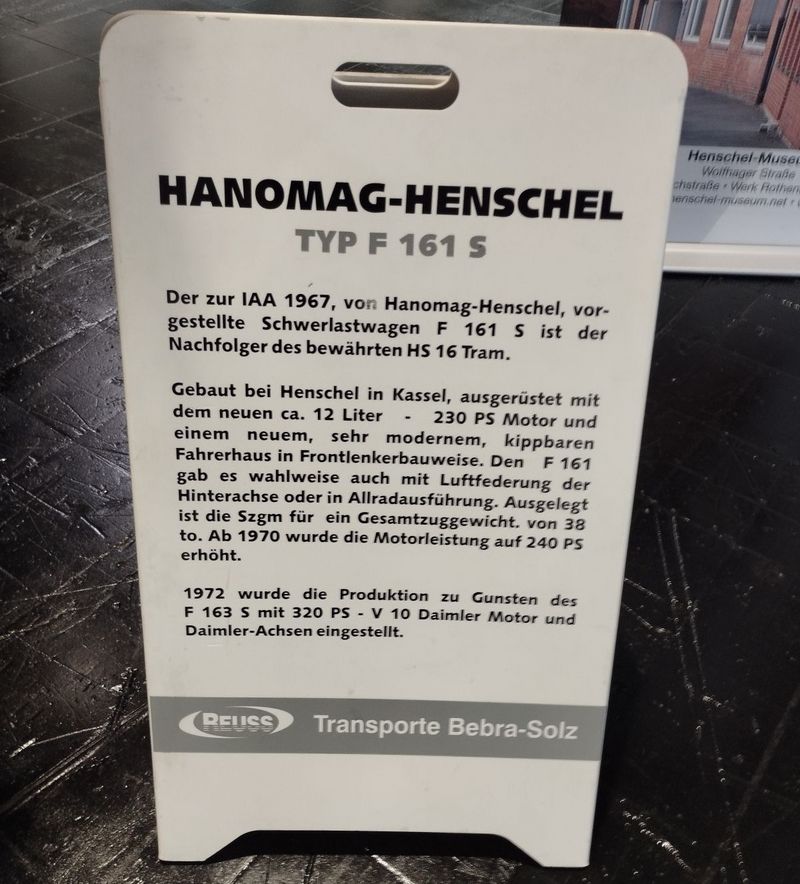 HANOMAG-HENSCHEL
TYP F 161 S
Der zur IAA 1967, von Hanomag-Henschel, vor-
gestellte Schwerlastwagen F 161 S ist der
Nachfolger des bewährten HS 16 Tram.
Gebaut bei Henschel in Kassel, ausgerüstet mit
dem neuen ca. 12 Liter - 230 PS Motor und
einem neuem, sehr modernem, kippbaren
Fahrerhaus in Frontlenkerbauweise. Den F 161
gab es wahlweise auch mit Luftfederung der
Hinterachse oder in Allradausführung. Ausgelegt
ist die Szgm für ein Gesamtzuggewicht. von 38
to. Ab 1970 wurde die Motorleistung auf 240 PS
erhöht.
1972 wurde die Produktion zu Gunsten des
F 163 S mit 320 PS - V 10 Daimler Motor und
Daimler-Achsen eingestellt.
REUSS Transporte Bebra-Solz
Henschel-Museu
Wolfhager Straße
chstraße • Werk Rothen
enschel-museum.net •